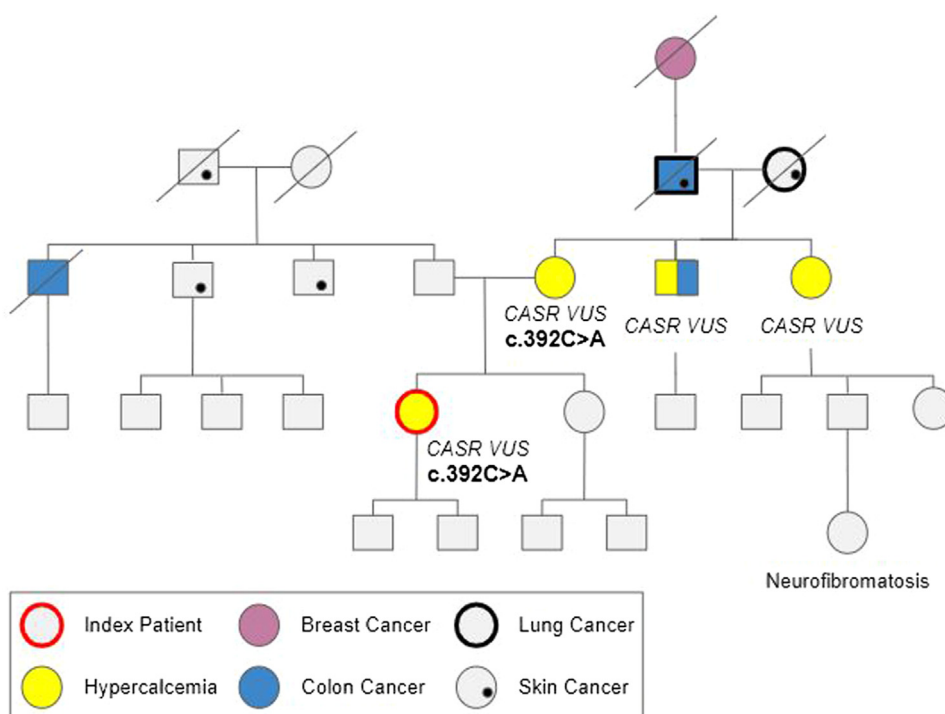 CASR VUS
c.392C>A
CASR VUS
CASR VUS
CASR VUS
c.392C>A
Neurofibromatosis
Index Patient
Breast Cancer
Lung Cancer
Hypercalcemia
Colon Cancer
Skin Cancer